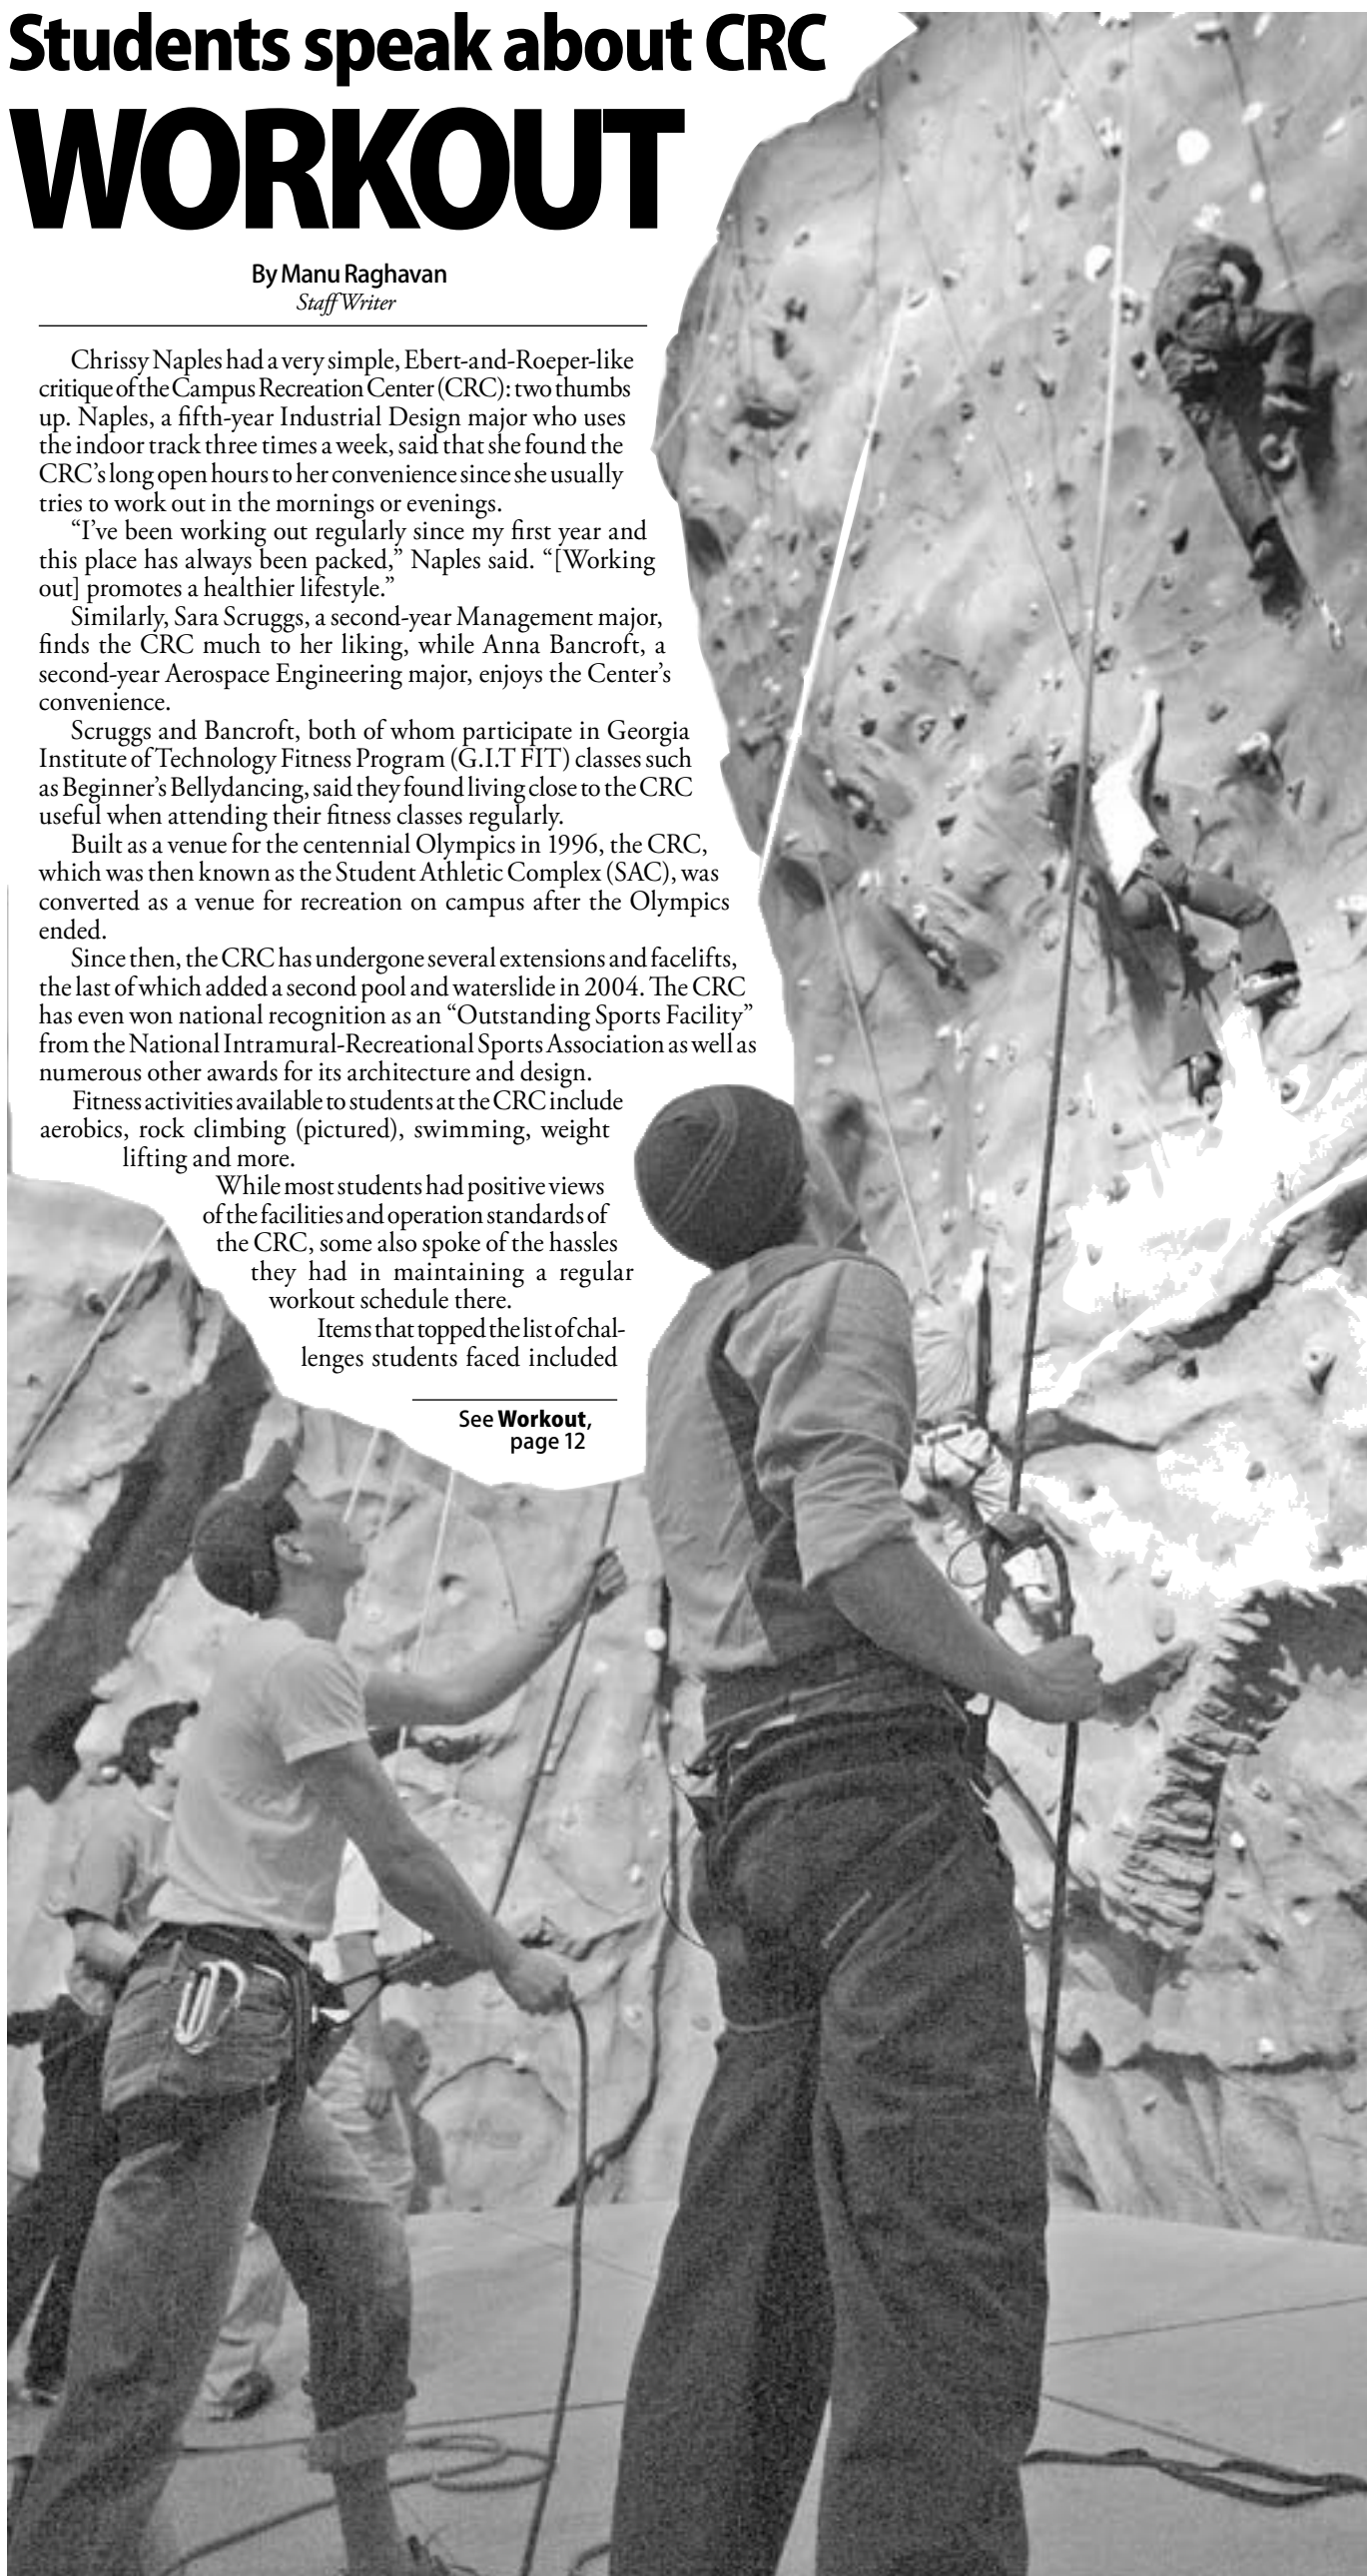 Students speak about CRC
WORKOUT
By Manu Raghavan
Staff Writer
Chrissy Naples had a very simple, Ebert-and-Roeper-like
critique of the Campus Recreation Center (CRC): two thumbs
up. Naples, a fifth-year Industrial Design major who uses
the indoor track three times a week, said that she found the
CRC’s long open hours to her convenience since she usually
tries to work out in the mornings or evenings.
“I’ve been working out regularly since my first year and
this place has always been packed,” Naples said. “[Working
out] promotes a healthier lifestyle.”
Similarly, Sara Scruggs, a second-year Management major,
finds the CRC much to her liking, while Anna Bancroft, a
second-year Aerospace Engineering major, enjoys the Center’s
convenience.
Scruggs and Bancroft, both of whom participate in Georgia
Institute of Technology Fitness Program (G.I.T FIT) classes such
as Beginner’s Bellydancing, said they found living close to the CRC
useful when attending their fitness classes regularly.
Built as a venue for the centennial Olympics in 1996, the CRC,
which was then known as the Student Athletic Complex (SAC), was
converted as a venue for recreation on campus after the Olympics
ended.
Since then, the CRC has undergone several extensions and facelifts,
the last of which added a second pool and waterslide in 2004. The CRC
has even won national recognition as an “Outstanding Sports Facility”
from the National Intramural-Recreational Sports Association as well as
numerous other awards for its architecture and design.
Fitness activities available to students at the CRC include
aerobics, rock climbing (pictured), swimming, weight
lifting and more.
While most students had positive views
of the facilities and operation standards of
the CRC, some also spoke of the hassles
they had in maintaining a regular
workout schedule there.
Items that topped the list of chal-
lenges students faced included
See Workout,
page 12